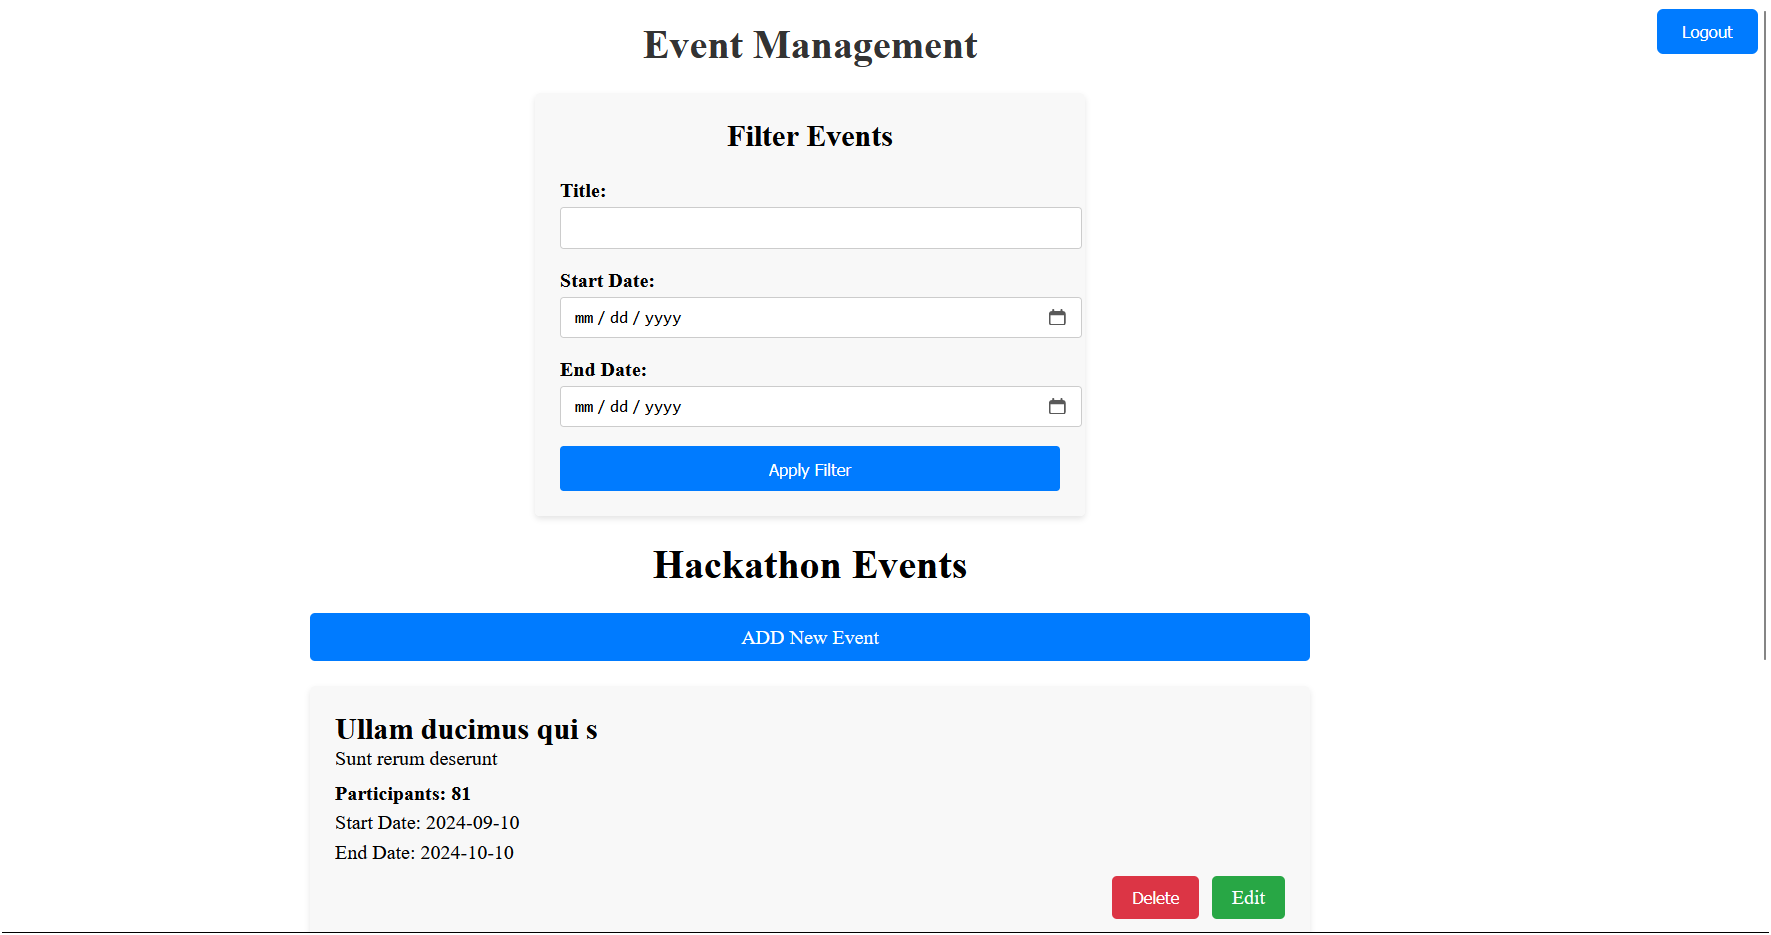 Event Management
Logout
Filter Events
Title:
Start Date:
mm / dd / yyyy
End Date:
mm / dd / yyyy
Apply Filter
Hackathon Events
ADD New Event
Ullam ducimus qui s
Sunt rerum deserunt
Participants: 81
Start Date: 2024-09-10
End Date: 2024-10-10
Delete Edit